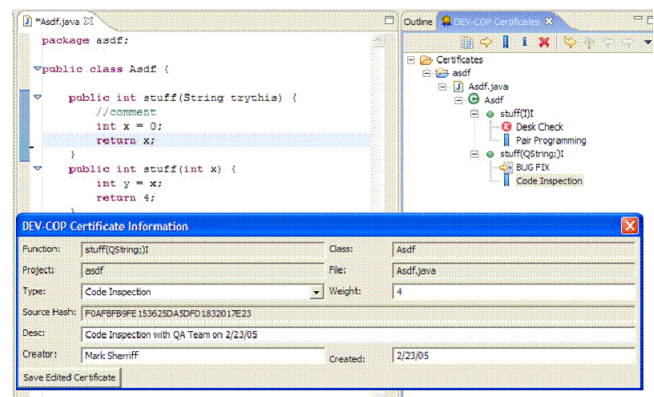 *Asdf.java
package asdf;
public class Asdf {
public int stuff(String trythis) {
//comment
int x = 0;
return x;
}
public int stuff(int x) {
int y = x;
return 4;
}
Outline DEV-COP Certificates
Certificates
asdf
Asdf.java
Asdf
stuff(I)I
Desk Check
Pair Programming
stuff(QString;)I
BUG FIX
Code Inspection
DEV-COP Certificate Information
Function: stuff(QString;)I Class: Asdf
Project: asdf File: Asdf.java
Type: Code Inspection Weight: 4
Source Hash: F0AFBFB9FE153625DA5DFD1832017E23
Desc: Code Inspection with QA Team on 2/23/05
Creator: Mark Sherriff Created: 2/23/05
Save Edited Certificate